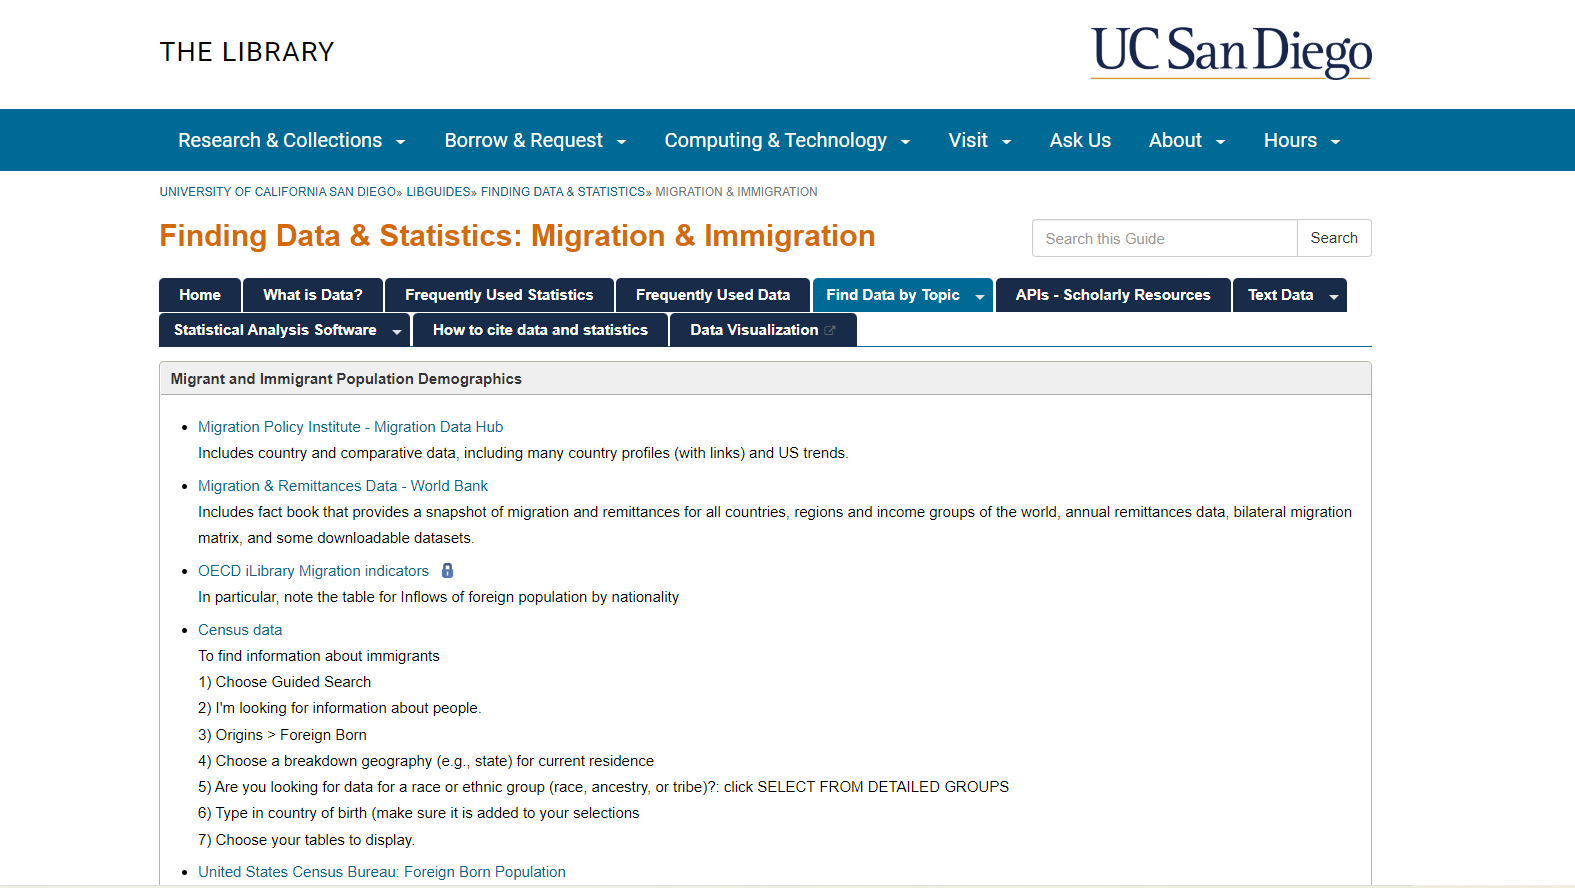 THE LIBRARY
UC San Diego
Research & Collections
Borrow & Request
Computing & Technology
Visit
Ask Us
About
Hours
UNIVERSITY OF CALIFORNIA SAN DIEGO» LIBGUIDES» FINDING DATA & STATISTICS» MIGRATION & IMMIGRATION
Finding Data & Statistics: Migration & Immigration
Search this Guide
Search
Home
What is Data?
Frequently Used Statistics
Frequently Used Data
Find Data by Topic
APIs - Scholarly Resources
Text Data
Statistical Analysis Software
How to cite data and statistics
Data Visualization
Migrant and Immigrant Population Demographics
Migration Policy Institute - Migration Data Hub
Includes country and comparative data, including many country profiles (with links) and US trends.
Migration & Remittances Data - World Bank
Includes fact book that provides a snapshot of migration and remittances for all countries, regions and income groups of the world, annual remittances data, bilateral migration
matrix, and some downloadable datasets.
OECD iLibrary Migration indicators
In particular, note the table for Inflows of foreign population by nationality
Census data
To find information about immigrants
1) Choose Guided Search
2) I'm looking for information about people.
3) Origins > Foreign Born
4) Choose a breakdown geography (e.g., state) for current residence
5) Are you looking for data for a race or ethnic group (race, ancestry, or tribe)?: click SELECT FROM DETAILED GROUPS
6) Type in country of birth (make sure it is added to your selections
7) Choose your tables to display.
United States Census Bureau: Foreign Born Population